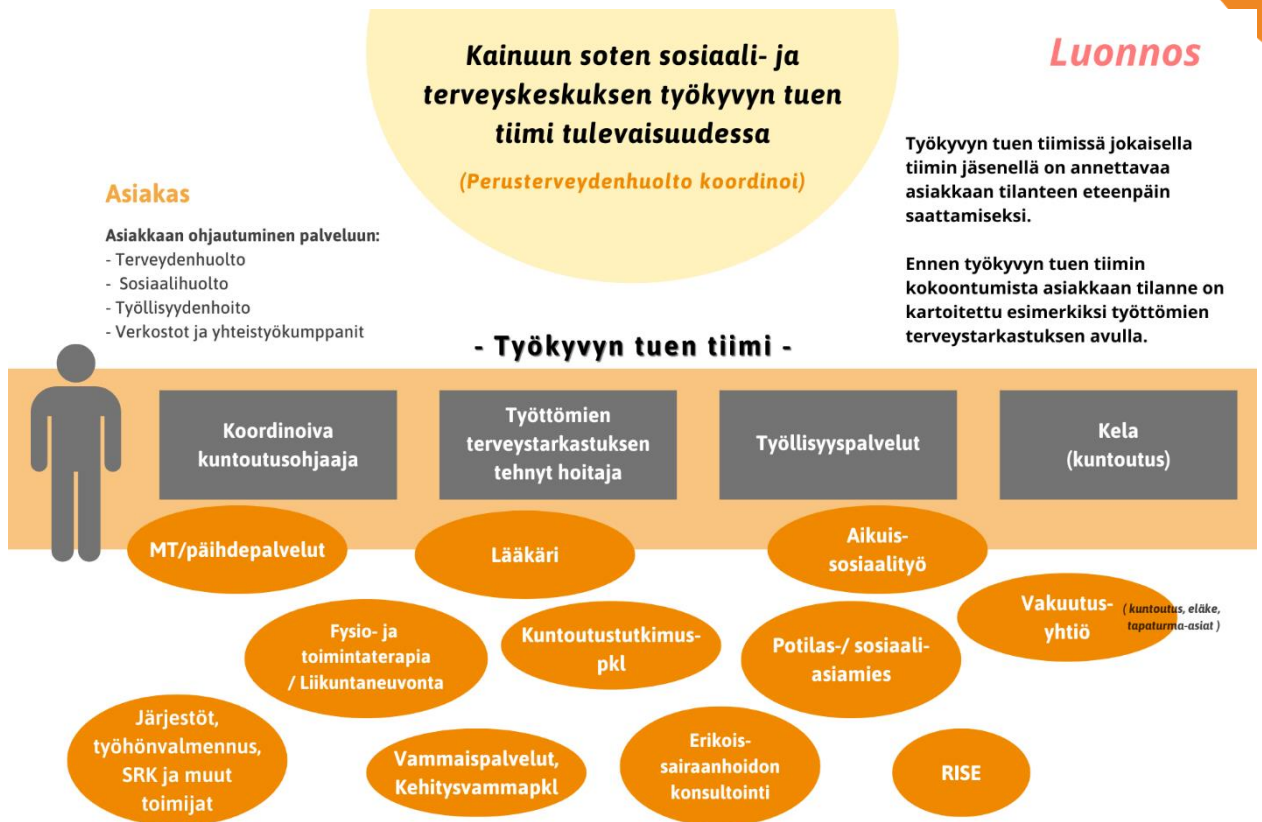 Kainuun soten sosiaali- ja
terveyskeskuksen työkyvyn tuen
tiimi tulevaisuudessa
(Perusterveydenhuolto koordinoi)
Luonnos
Työkyvyn tuen tiimissä jokaisella
tiimin jäsenellä on annettavaa
asiakkaan tilanteen eteenpäin
saattamiseksi.
Ennen työkyvyn tuen tiimin
kokoontumista asiakkaan tilanne on
kartoitettu esimerkiksi työttömien
terveystarkastuksen avulla.
Asiakas
Asiakkaan ohjautuminen palveluun:
- Terveydenhuolto
- Sosiaalihuolto
- Työllisyydenhoito
- Verkostot ja yhteistyökumppanit
- Työkyvyn tuen tiimi -
Koordinoiva
kuntoutusohjaaja
Työttömien
terveystarkastuksen
tehnyt hoitaja
Työllisyyspalvelut
Kela
(kuntoutus)
MT/päihdepalvelut
Lääkäri
Aikuis-
sosiaalityö
Vakuutus-
yhtiö
( kuntoutus, eläke,
tapaturma-asiat )
Fysio- ja
toimintaterapia
/ Liikuntaneuvonta
Kuntoutustutkimus-
pkl
Potilas-/ sosiaali-
asiamies
Järjestöt,
työhönvalmennus,
SRK ja muut
toimijat
Vammaispalvelut,
Kehitysvammapkl
Erikois-
sairaanhoidon
konsultointi
RISE